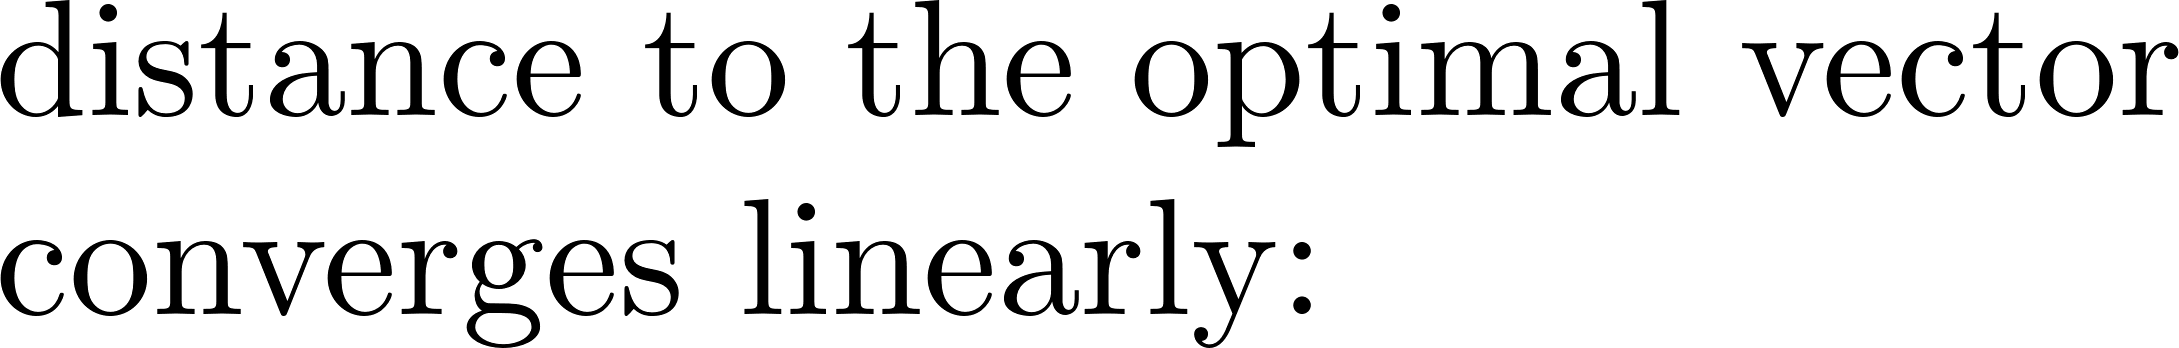 distance to the optimal vector
converges linearly: